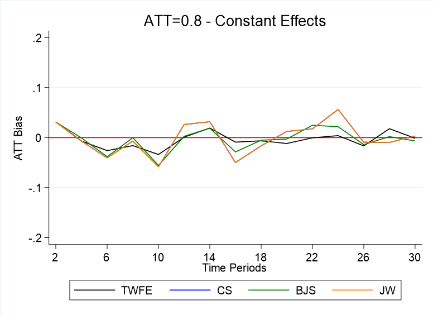 ATT=0.8 - Constant Effects
.2
.1
0
-.1
-.2
ATT Bias
2 6 10 14 18 22 26 30
Time Periods
TWFE CS BJS JW